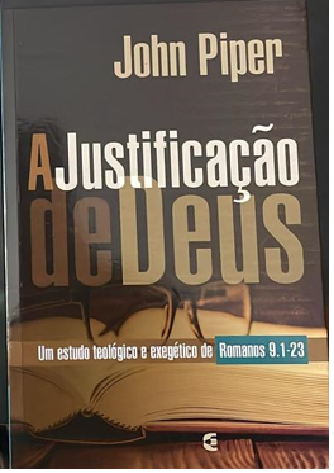 John Piper
A Justificação
de Deus
Um estudo teológico e exegético de Romanos 9.1-23